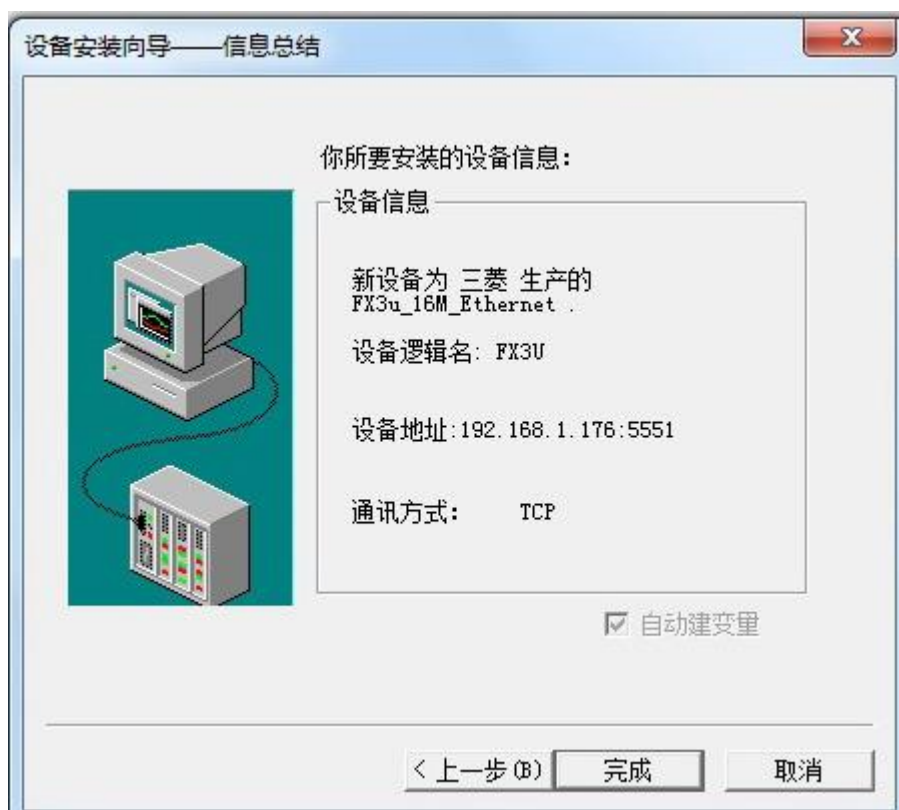 设备安装向导——信息总结
你所要安装的设备信息：
设备信息
新设备为 三菱 生产的
FX3u_16M_Ethernet .
设备逻辑名: FX3U
设备地址:192.168.1.176:5551
通讯方式： TCP
自动建变量
< 上一步(B)
完成
取消